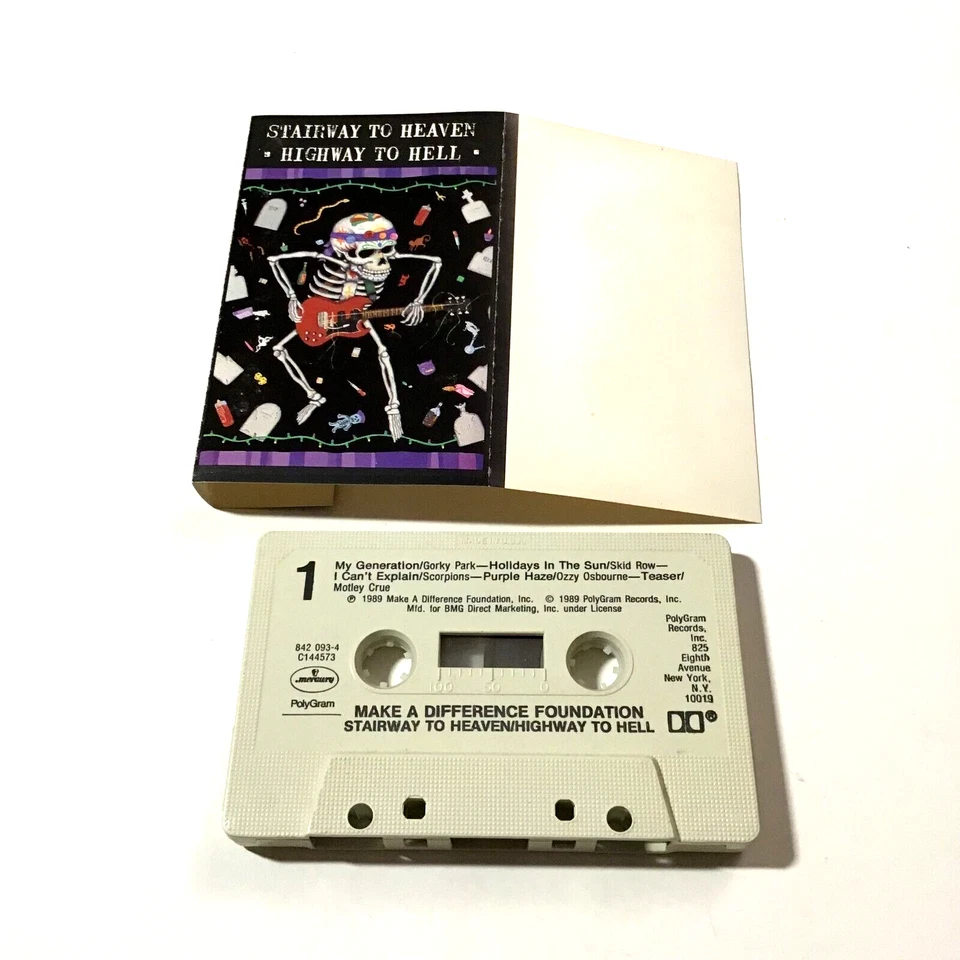 STAIRWAY TO HEAVEN
• HIGHWAY TO HELL •
MADE IN U.S.A.
1
My Generation/Gorky Park—Holidays In The Sun/Skid Row—
I Can't Explain/Scorpions—Purple Haze/Ozzy Osbourne—Teaser/
Motley Crue
℗ 1989 Make A Difference Foundation, Inc. © 1989 PolyGram Records, Inc.
Mfd. for BMG Direct Marketing, Inc. under License
842 093-4
C144573
mercury
PolyGram
PolyGram
Records,
Inc.
825
Eighth
Avenue
New York,
N.Y.
10019
100 50 0
MAKE A DIFFERENCE FOUNDATION
STAIRWAY TO HEAVEN/HIGHWAY TO HELL
®